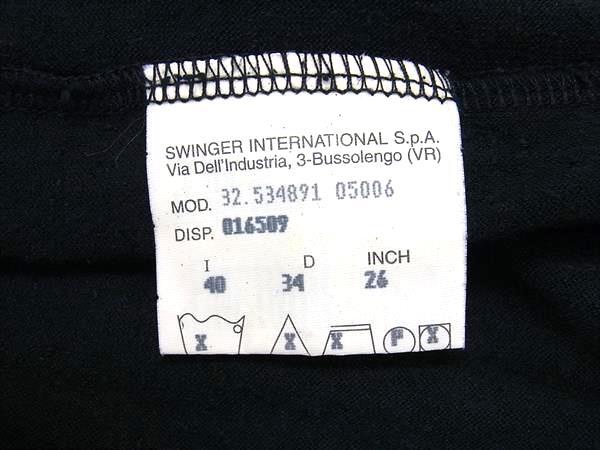 SWINGER INTERNATIONAL S.p.A.
Via Dell'Industria, 3-Bussolengo (VR)
MOD. 32.534891 05006
DISP. 016509
I D INCH
40 34 26
X X X P X